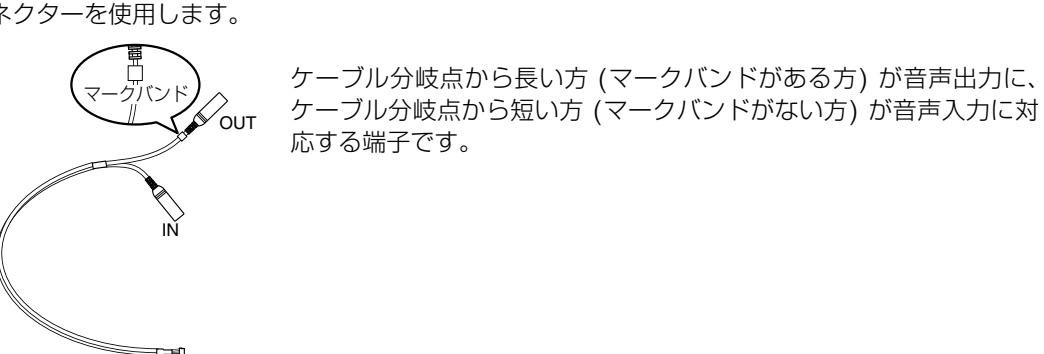 ネクターを使用します。
マークバンド
OUT
IN
ケーブル分岐点から長い方 (マークバンドがある方) が音声出力に、
ケーブル分岐点から短い方 (マークバンドがない方) が音声入力に対
応する端子です。